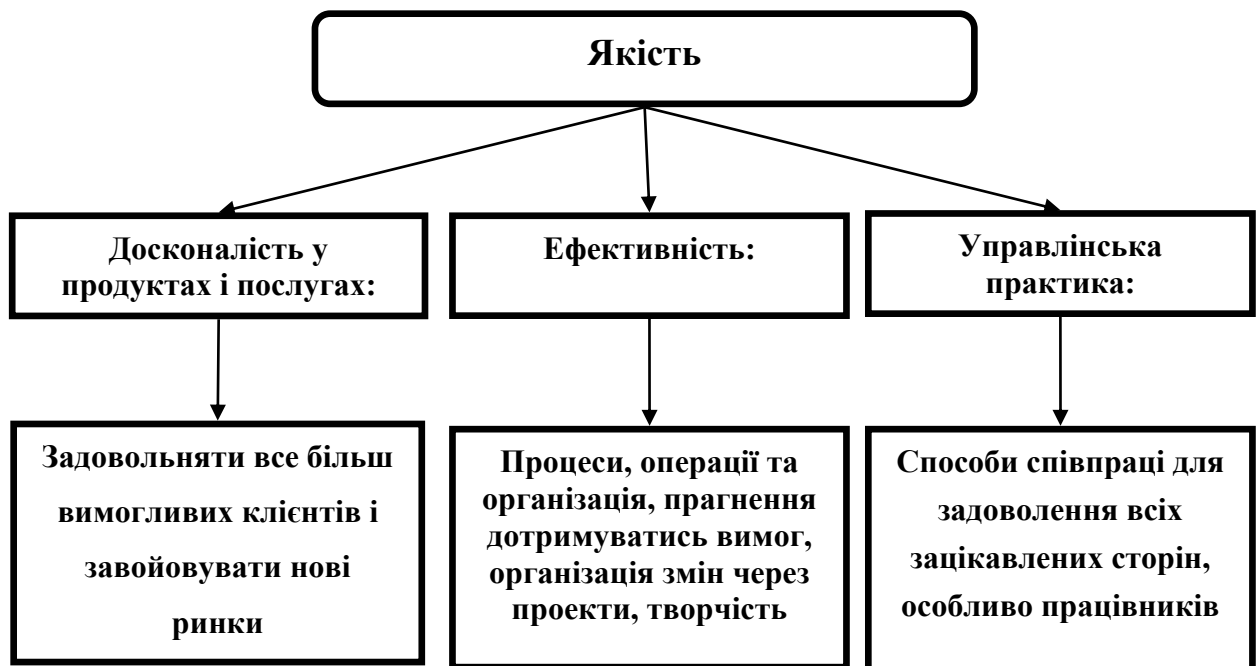 Якість
Досконалість у
продуктах і послугах:
Ефективність:
Управлінська
практика:
Задовольняти все більш
вимогливих клієнтів і
завойовувати нові
ринки
Процеси, операції та
організація, прагнення
дотримуватись вимог,
організація змін через
проекти, творчість
Способи співпраці для
задоволення всіх
зацікавлених сторін,
особливо працівників